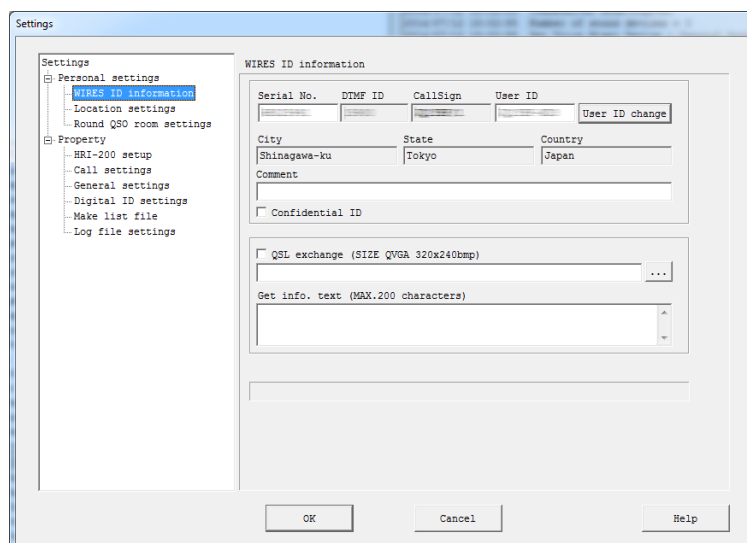 Settings
Settings
Personal settings
WIRES ID information
Location settings
Round QSO room settings
Property
HRI-200 setup
Call settings
General settings
Digital ID settings
Make list file
Log file settings
WIRES ID information
Serial No. DTMF ID CallSign User ID
User ID change
City State Country
Shinagawa-ku Tokyo Japan
Comment
Confidential ID
QSL exchange (SIZE QVGA 320x240bmp)
...
Get info. text (MAX.200 characters)
OK Cancel Help